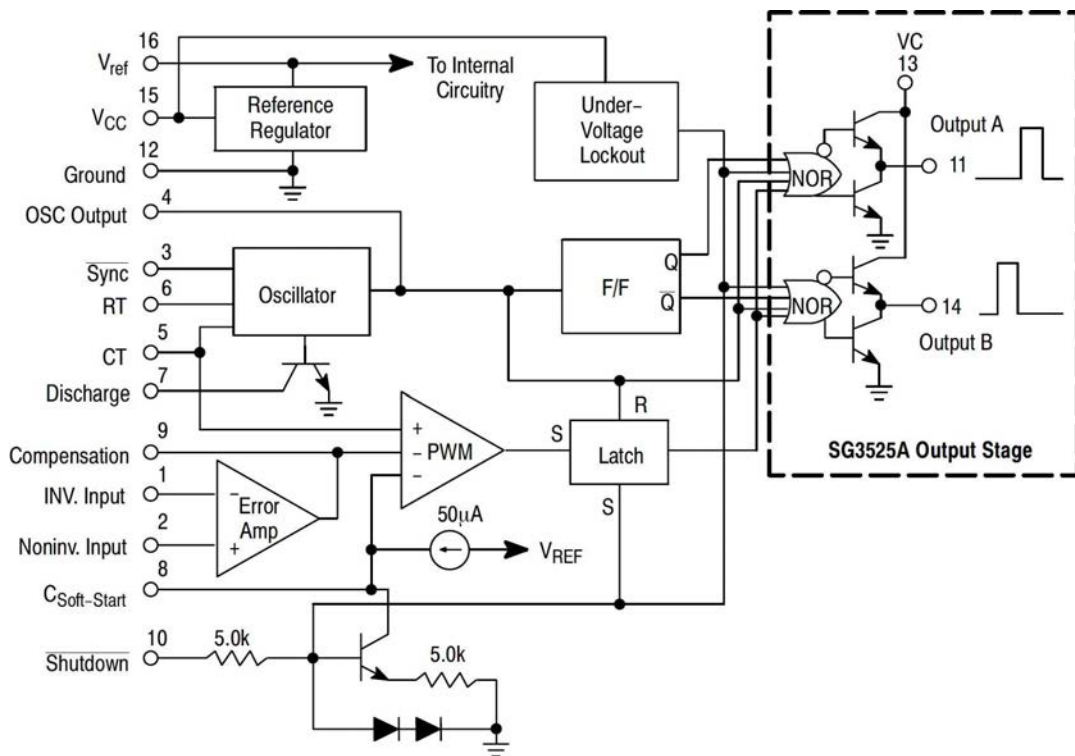 16
Vref
15
VCC
12
Ground
4
OSC Output
3
Sync
6
RT
5
CT
7
Discharge
9
Compensation
1
INV. Input
2
Noninv. Input
8
CSoft-Start
10
Shutdown
Reference
Regulator
To Internal
Circuitry
Under-
Voltage
Lockout
Oscillator
F/F
Q
Q
+
−
−
PWM
S
R
Latch
S
−
Error
Amp
+
50μA
VREF
5.0k
5.0k
VC
13
NOR
Output A
11
NOR
14
Output B
SG3525A Output Stage